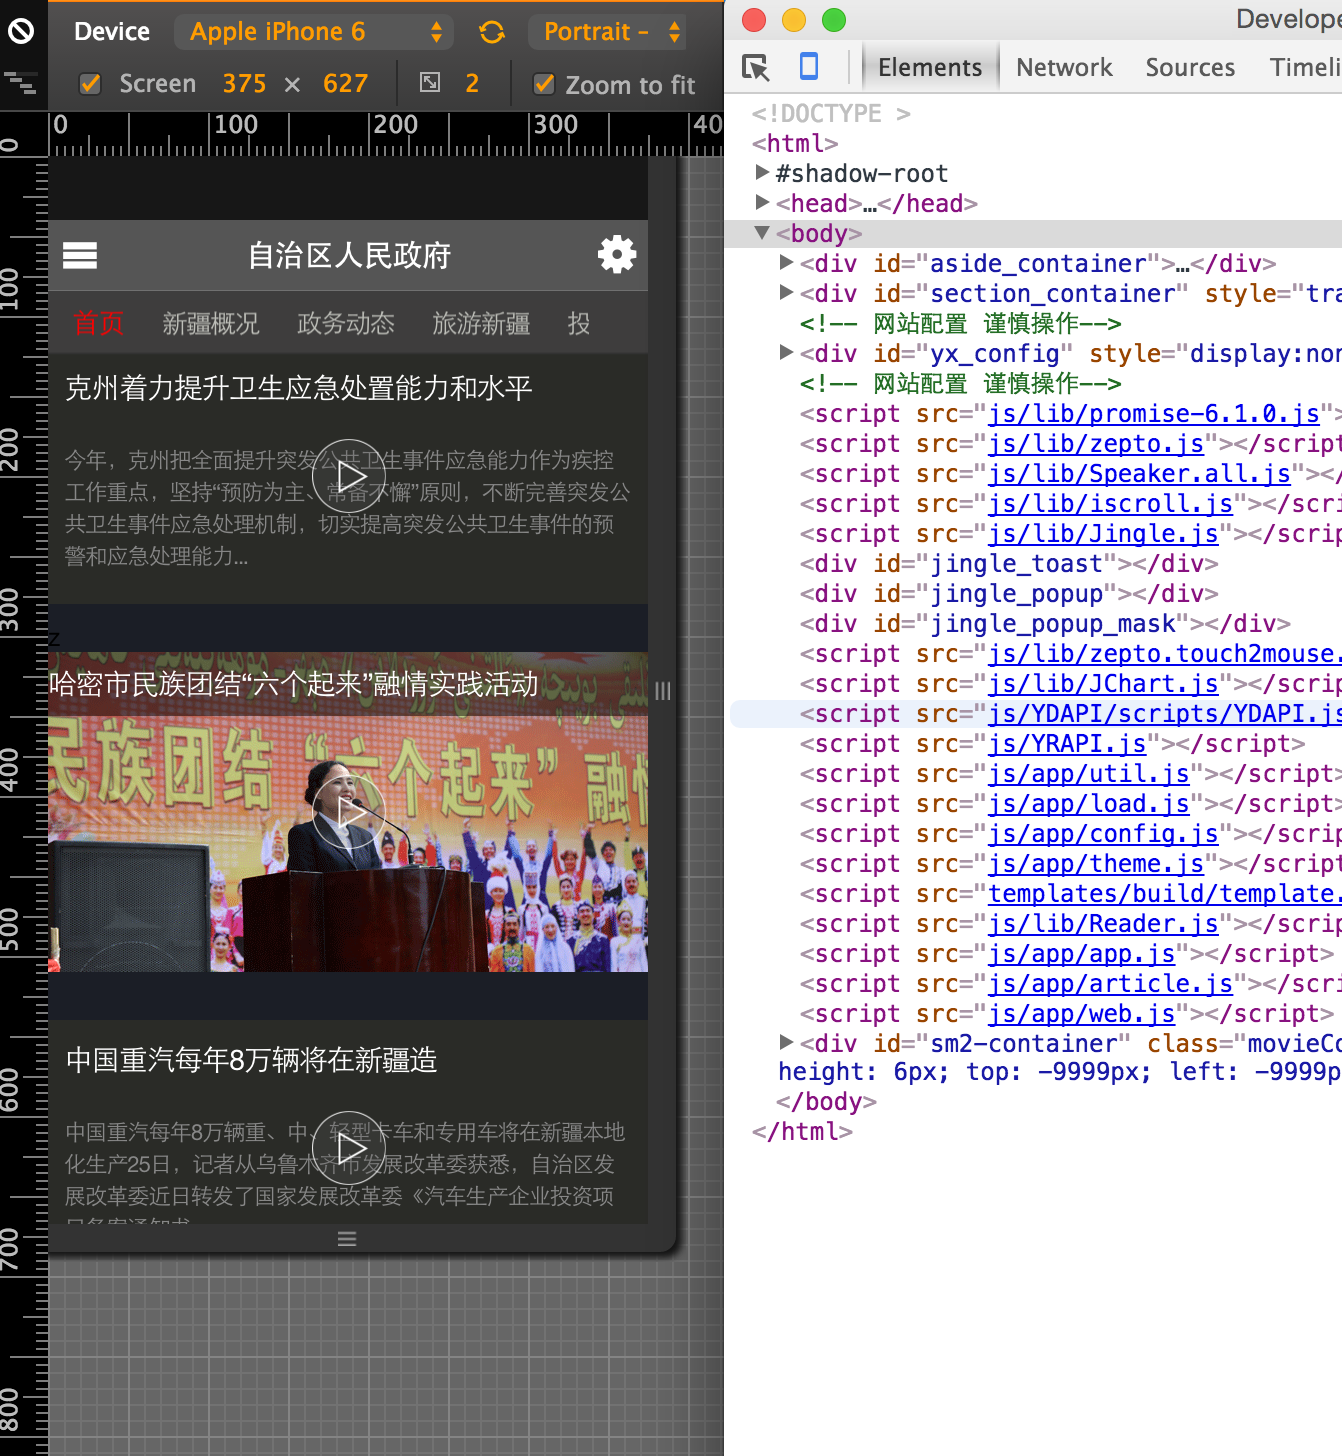 Device Apple iPhone 6 Portrait -
Screen 375 × 627 2 Zoom to fit
0 100 200 300 40
0
100
200
300
400
500
600
700
800
自治区人民政府
首页 新疆概况 政务动态 旅游新疆 投
克州着力提升卫生应急处置能力和水平
今年，克州把全面提升突发公共卫生事件应急能力作为疾控
工作重点，坚持“预防为主、常备不懈”原则，不断完善突发公
共卫生事件应急处理机制，切实提高突发公共卫生事件的预
警和应急处理能力...
z
哈密市民族团结“六个起来”融情实践活动
民族团结“六个起来”融情
中国重汽每年8万辆将在新疆造
中国重汽每年8万辆重、中、轻型卡车和专用车将在新疆本地
化生产25日，记者从乌鲁木齐市发展改革委获悉，自治区发
展改革委近日转发了国家发展改革委《汽车生产企业投资项
Develope
Elements Network Sources Timeli
<!DOCTYPE >
<html>
#shadow-root
<head>…</head>
<body>
<div id="aside_container">…</div>
<div id="section_container" style="tra
<!-- 网站配置 谨慎操作-->
<div id="yx_config" style="display:nor
<!-- 网站配置 谨慎操作-->
<script src="js/lib/promise-6.1.0.js">
<script src="js/lib/zepto.js"></script
<script src="js/lib/Speaker.all.js"></
<script src="js/lib/iscroll.js"></scri
<script src="js/lib/Jingle.js"></scrip
<div id="jingle_toast"></div>
<div id="jingle_popup"></div>
<div id="jingle_popup_mask"></div>
<script src="js/lib/zepto.touch2mouse.
<script src="js/lib/JChart.js"></scrip
<script src="js/YDAPI/scripts/YDAPI.js
<script src="js/YRAPI.js"></script>
<script src="js/app/util.js"></script>
<script src="js/app/load.js"></script>
<script src="js/app/config.js"></scrip
<script src="js/app/theme.js"></script
<script src="templates/build/template.
<script src="js/lib/Reader.js"></scrip
<script src="js/app/app.js"></script>
<script src="js/app/article.js"></scri
<script src="js/app/web.js"></script>
<div id="sm2-container" class="movieCo
height: 6px; top: -9999px; left: -9999p
</body>
</html>